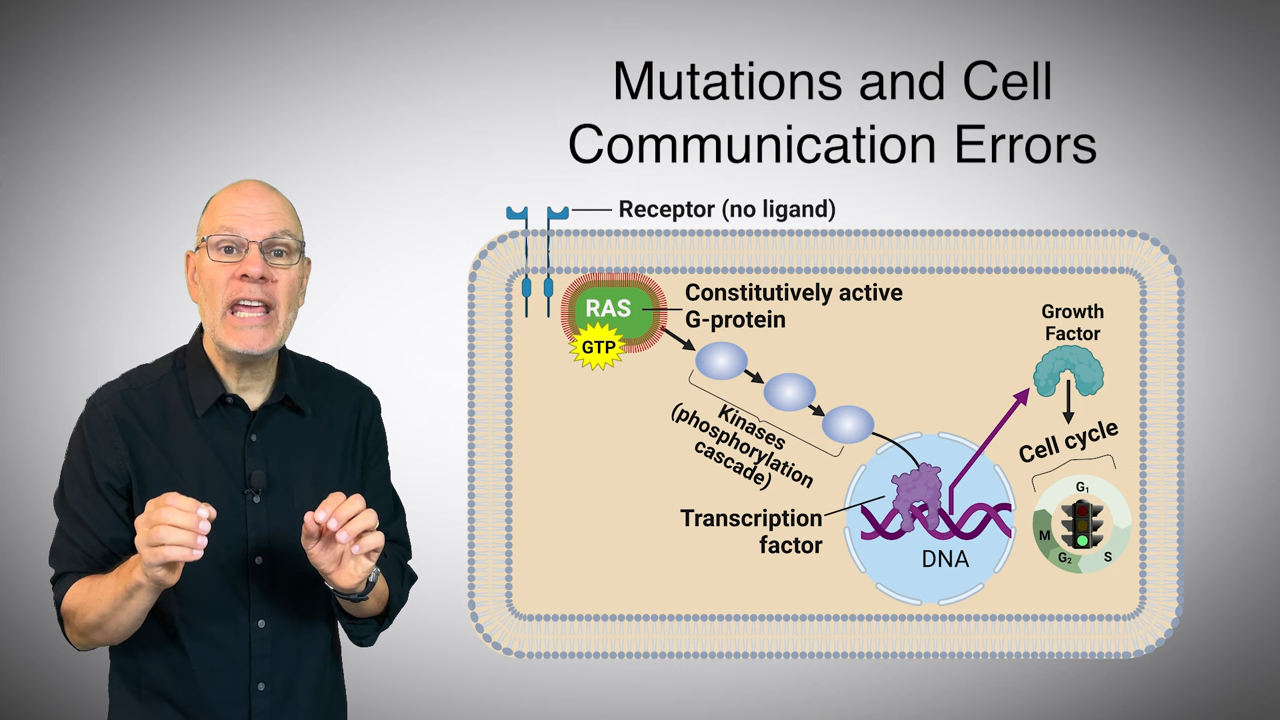 Mutations and Cell
Communication Errors
Receptor (no ligand)
RAS
GTP
Constitutively active
G-protein
Growth
Factor
Kinases
(phosphorylation
cascade)
Cell cycle
G₁
M
G₂
S
Transcription
factor
DNA